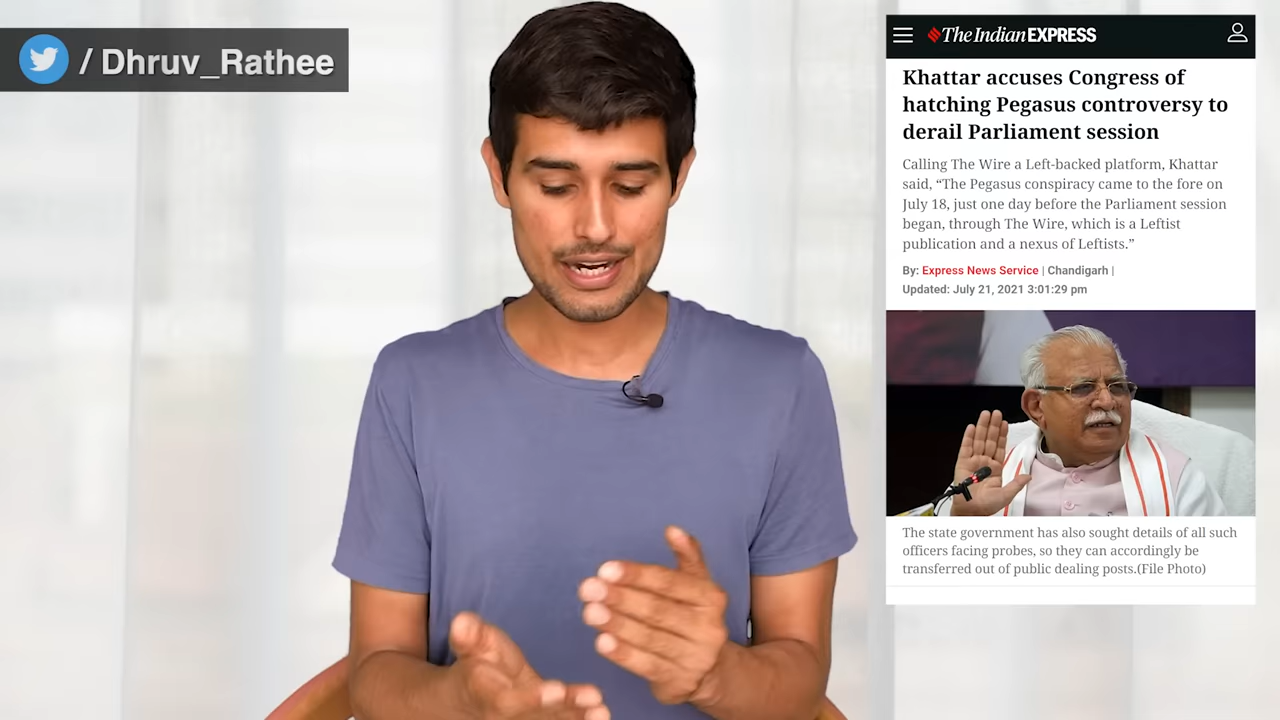 / Dhruv_Rathee
The Indian EXPRESS
Khattar accuses Congress of
hatching Pegasus controversy to
derail Parliament session
Calling The Wire a Left-backed platform, Khattar
said, “The Pegasus conspiracy came to the fore on
July 18, just one day before the Parliament session
began, through The Wire, which is a Leftist
publication and a nexus of Leftists.”
By: Express News Service | Chandigarh |
Updated: July 21, 2021 3:01:29 pm
The state government has also sought details of all such
officers facing probes, so they can accordingly be
transferred out of public dealing posts.(File Photo)